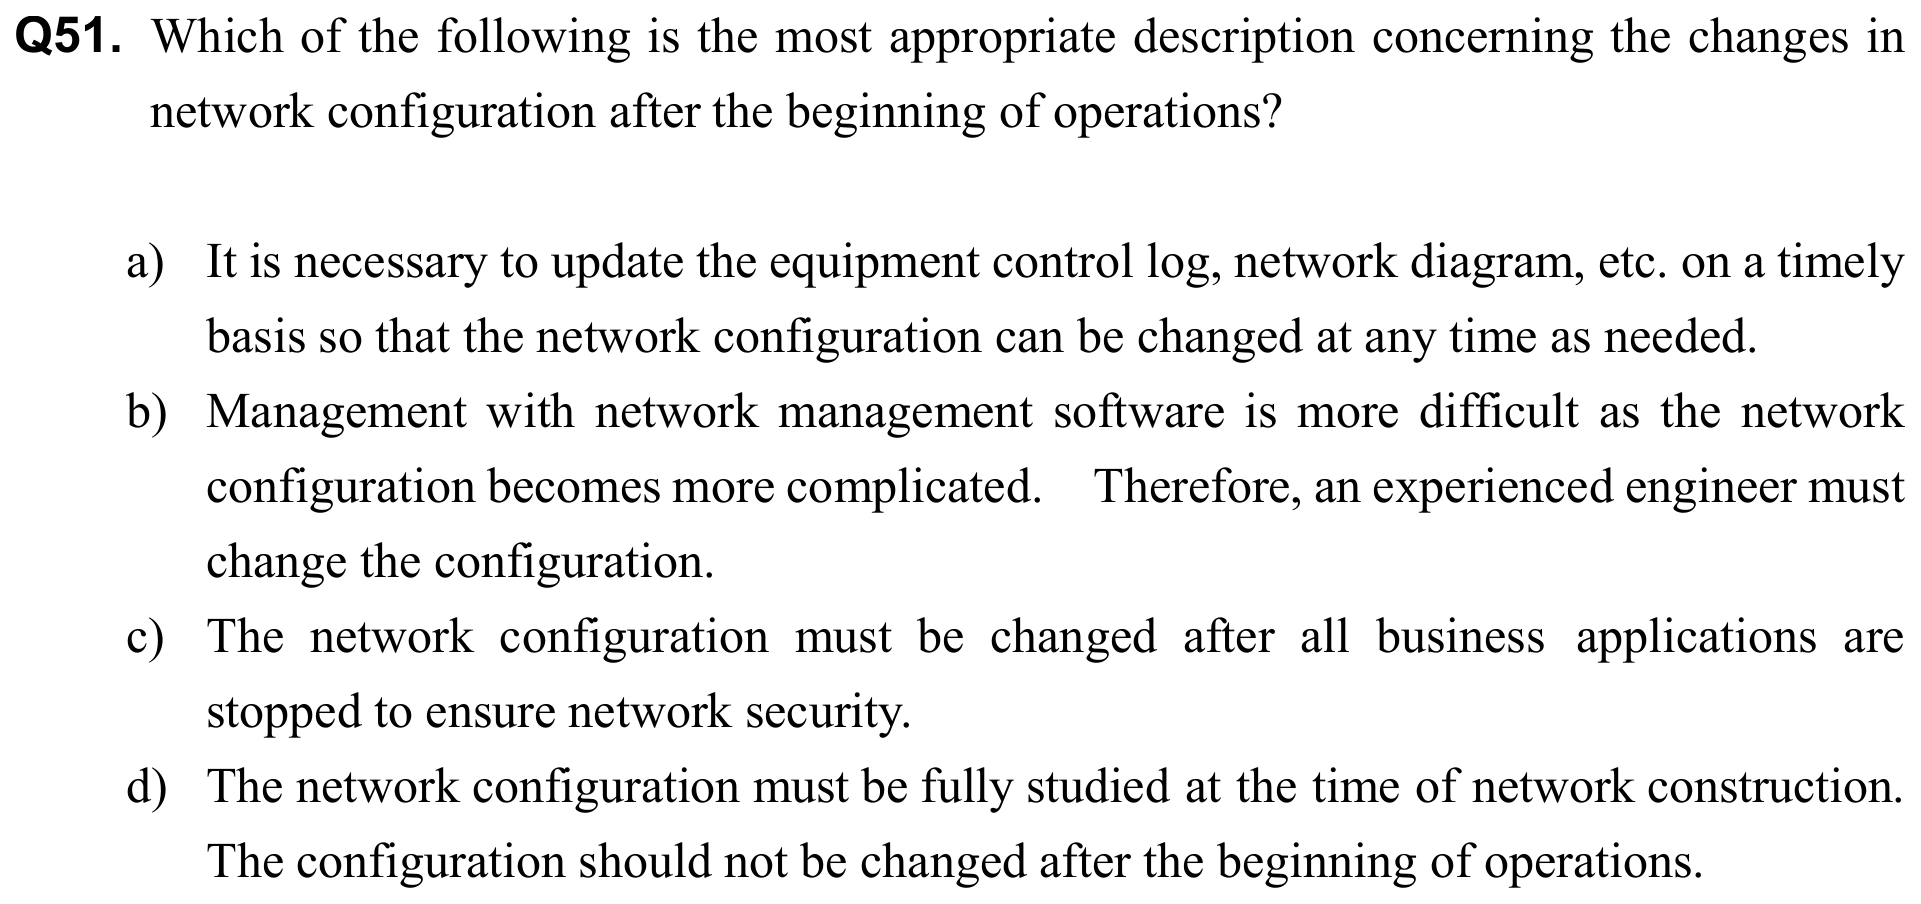 Q51. Which of the following is the most appropriate description concerning the changes in
network configuration after the beginning of operations?
a) It is necessary to update the equipment control log, network diagram, etc. on a timely
basis so that the network configuration can be changed at any time as needed.
b) Management with network management software is more difficult as the network
configuration becomes more complicated. Therefore, an experienced engineer must
change the configuration.
c) The network configuration must be changed after all business applications are
stopped to ensure network security.
d) The network configuration must be fully studied at the time of network construction.
The configuration should not be changed after the beginning of operations.